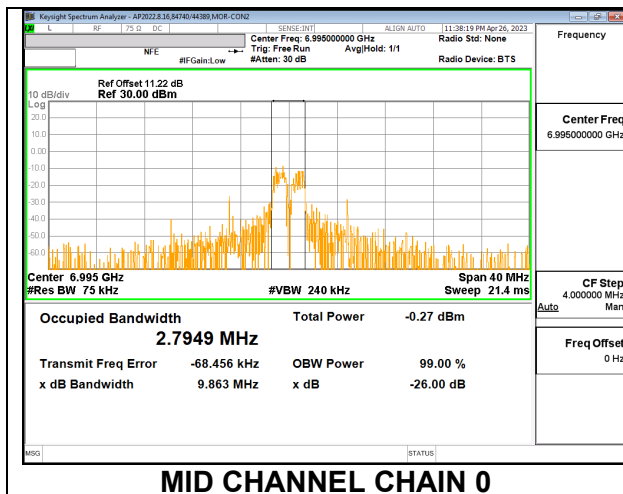 Keysight Spectrum Analyzer - AP2022.8.16,84740/44389,MOR-CON2
L RF 75 Ω DC SENSE:INT ALIGN AUTO 11:38:19 PM Apr 26, 2023
NFE
#IFGain:Low
Center Freq: 6.995000000 GHz
Trig: Free Run Avg|Hold: 1/1
#Atten: 30 dB
Radio Std: None
Radio Device: BTS
Frequency
Ref Offset 11.22 dB
10 dB/div Ref 30.00 dBm
Log
20.0
10.0
0.00
-10.0
-20.0
-30.0
-40.0
-50.0
-60.0
Center 6.995 GHz Span 40 MHz
#Res BW 75 kHz #VBW 240 kHz Sweep 21.4 ms
Center Freq
6.995000000 GHz
CF Step
4.000000 MHz
Auto Man
Freq Offset
0 Hz
Occupied Bandwidth Total Power -0.27 dBm
2.7949 MHz
Transmit Freq Error -68.456 kHz OBW Power 99.00 %
x dB Bandwidth 9.863 MHz x dB -26.00 dB
MSG STATUS
MID CHANNEL CHAIN 0